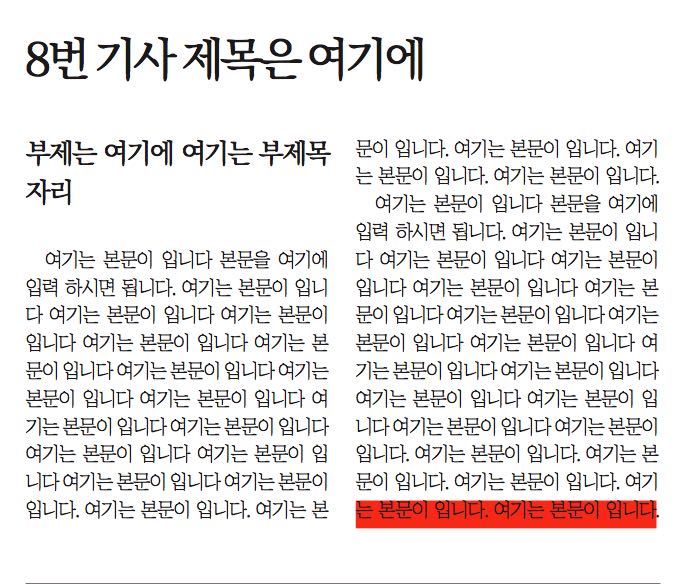 8번 기사 제목은 여기에
부제는 여기에 여기는 부제목
자리
여기는 본문이 입니다 본문을 여기에
입력 하시면 됩니다. 여기는 본문이 입니
다 여기는 본문이 입니다 여기는 본문이
입니다 여기는 본문이 입니다 여기는 본
문이 입니다 여기는 본문이 입니다 여기는
본문이 입니다 여기는 본문이 입니다 여
기는 본문이 입니다 여기는 본문이 입니다
여기는 본문이 입니다 여기는 본문이 입
니다 여기는 본문이 입니다 여기는 본문이
입니다. 여기는 본문이 입니다. 여기는 본
문이 입니다. 여기는 본문이 입니다. 여기
는 본문이 입니다. 여기는 본문이 입니다.
여기는 본문이 입니다 본문을 여기에
입력 하시면 됩니다. 여기는 본문이 입니
다 여기는 본문이 입니다 여기는 본문이
입니다 여기는 본문이 입니다 여기는 본
문이 입니다 여기는 본문이 입니다 여기는
본문이 입니다 여기는 본문이 입니다 여
기는 본문이 입니다 여기는 본문이 입니다
여기는 본문이 입니다 여기는 본문이 입
니다 여기는 본문이 입니다 여기는 본문이
입니다. 여기는 본문이 입니다. 여기는 본
문이 입니다. 여기는 본문이 입니다. 여기
는 본문이 입니다. 여기는 본문이 입니다.